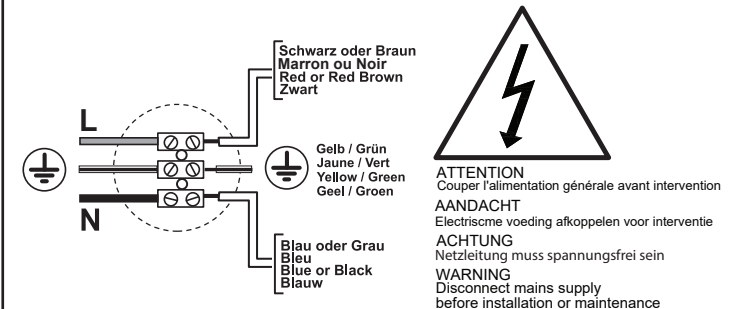 L
N
Schwarz oder Braun
Marron ou Noir
Red or Red Brown
Zwart
Gelb / Grün
Jaune / Vert
Yellow / Green
Geel / Groen
Blau oder Grau
Bleu
Blue or Black
Blauw
ATTENTION
Couper l'alimentation générale avant intervention
AANDACHT
Electriscme voeding afkoppelen voor interventie
ACHTUNG
Netzleitung muss spannungsfrei sein
WARNING
Disconnect mains supply
before installation or maintenance